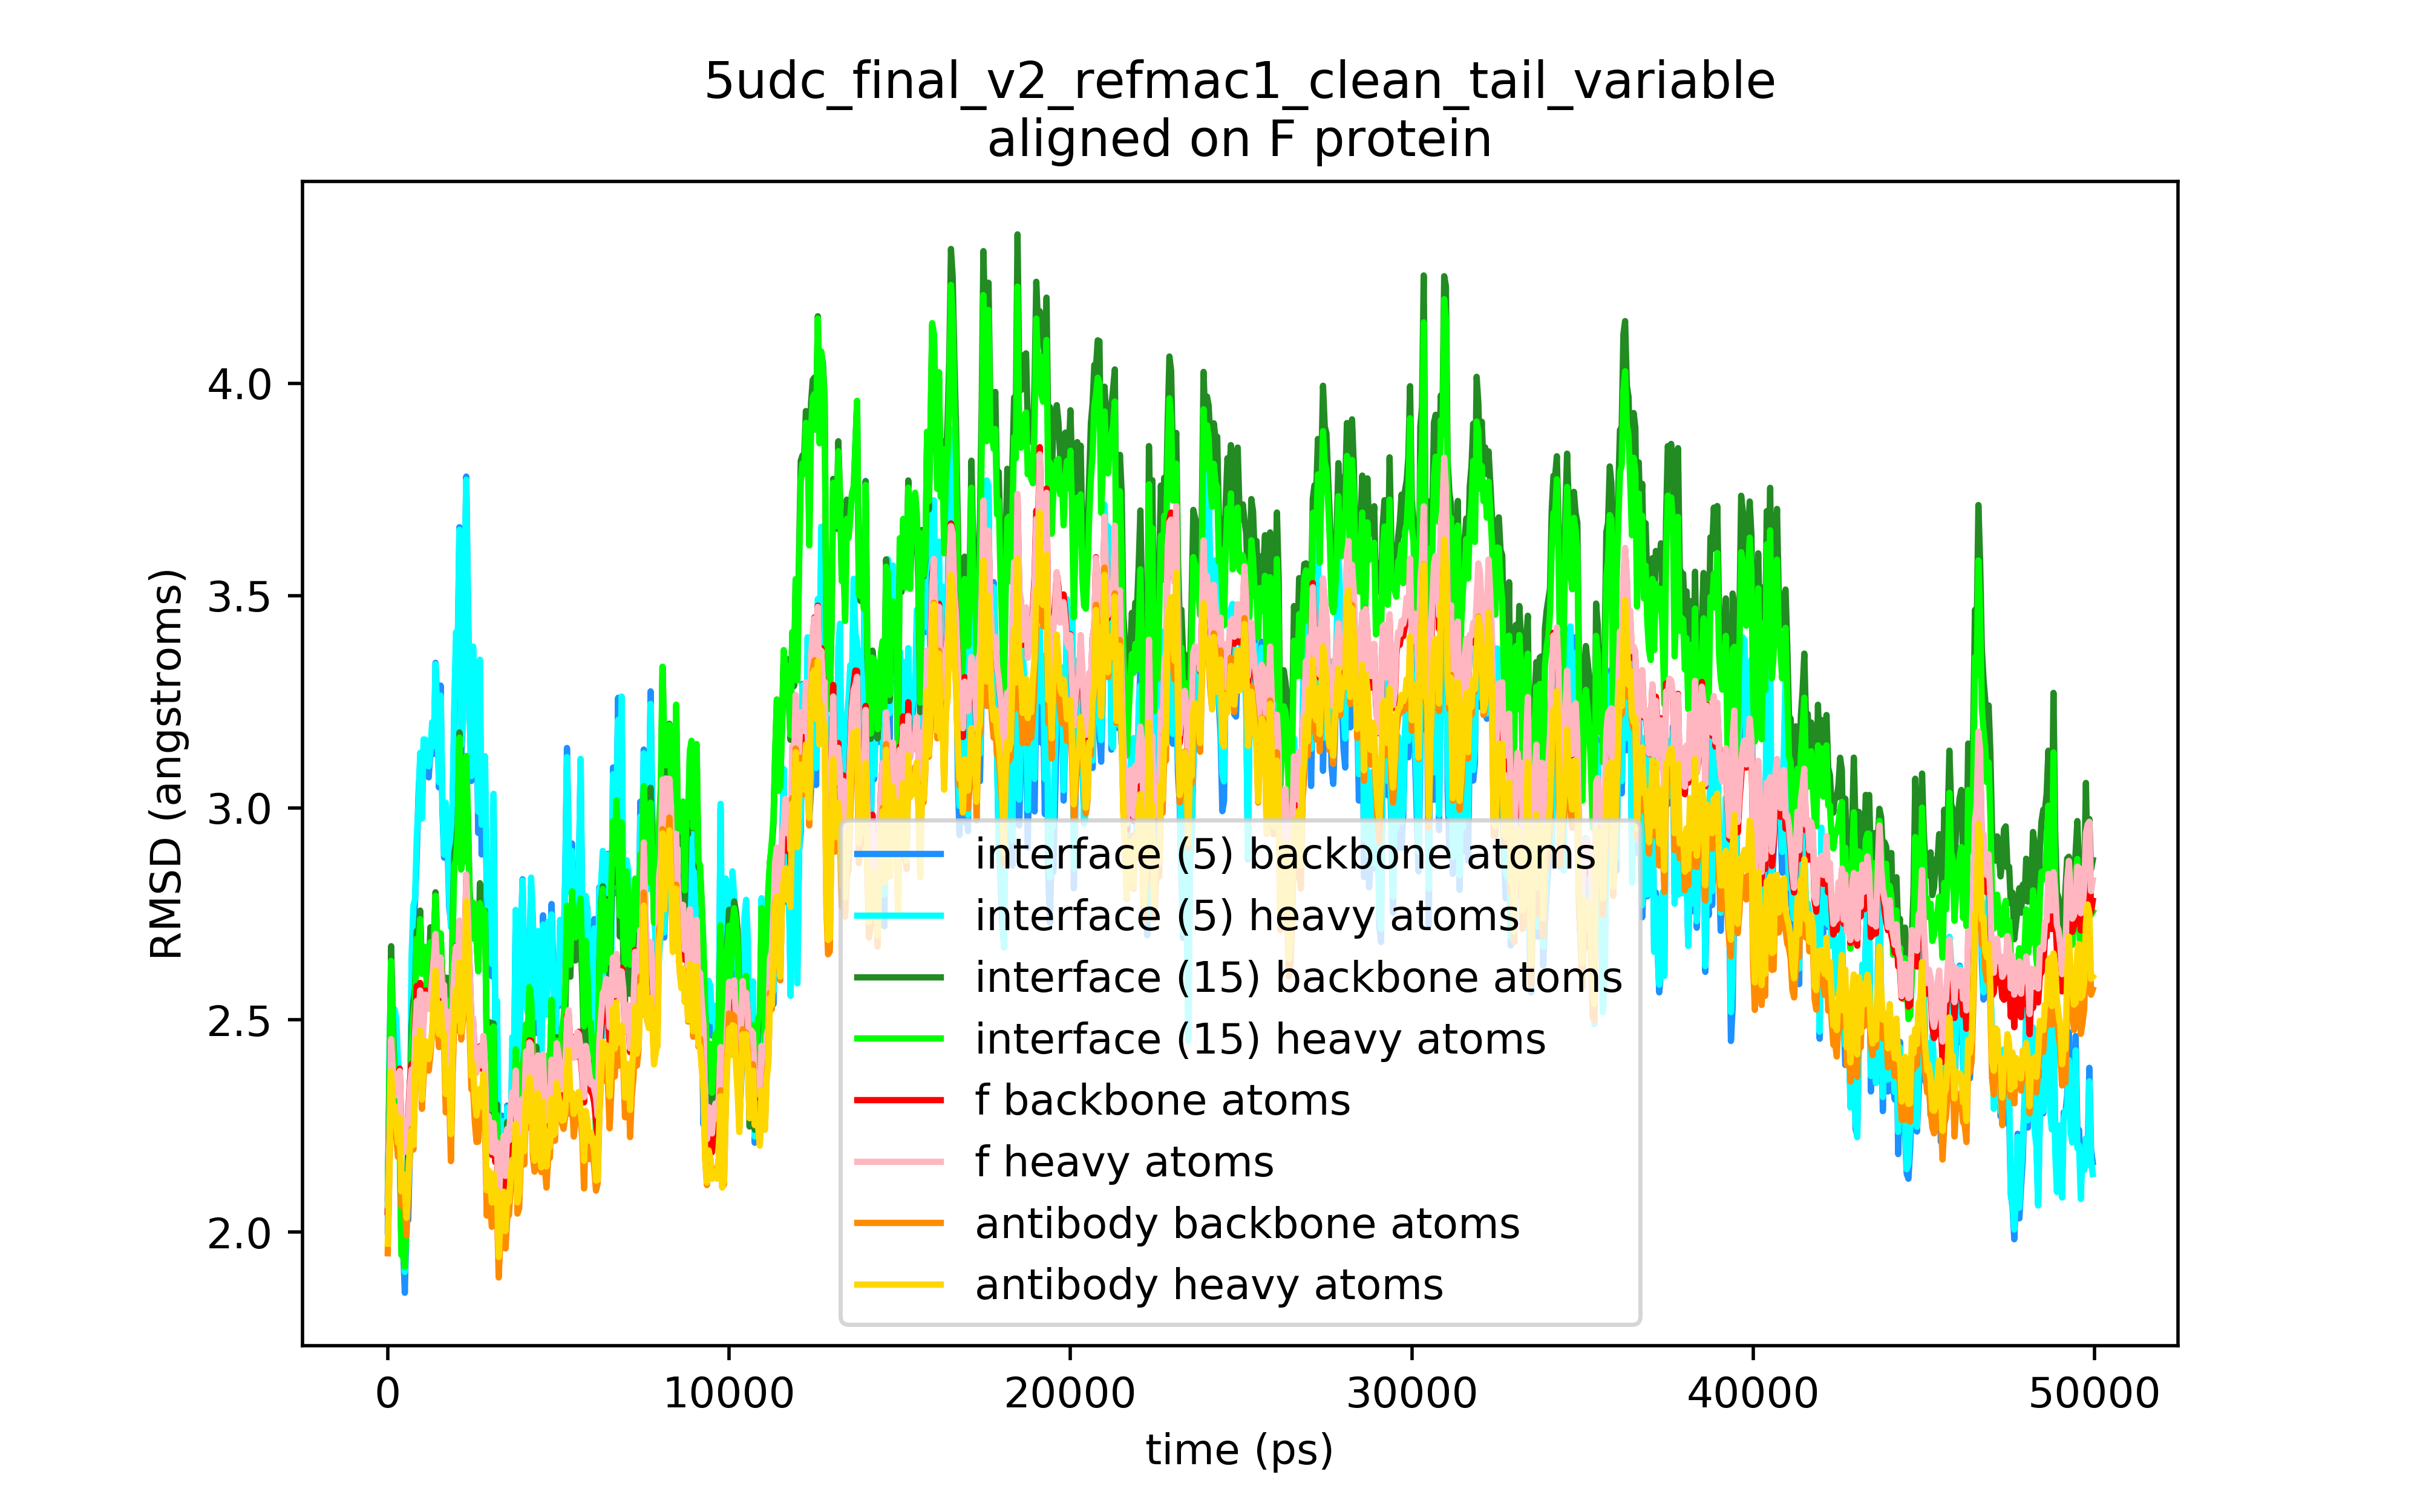 5udc_final_v2_refmac1_clean_tail_variable
aligned on F protein
RMSD (angstroms)
4.0
3.5
3.0
2.5
2.0
interface (5) backbone atoms
interface (5) heavy atoms
interface (15) backbone atoms
interface (15) heavy atoms
f backbone atoms
f heavy atoms
antibody backbone atoms
antibody heavy atoms
0 10000 20000 30000 40000 50000
time (ps)